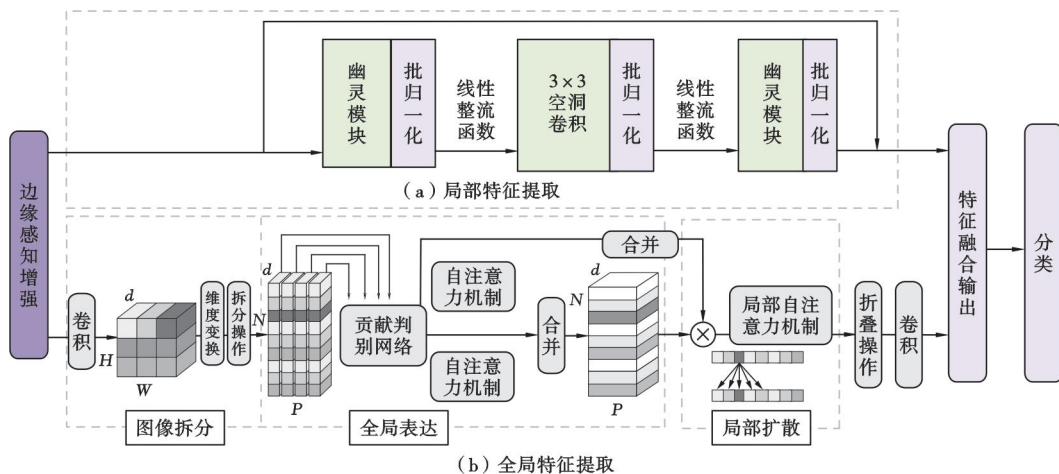 边缘感知增强
幽灵模块
批归一化
线性
整流
函数
3×3
空洞
卷积
批归一化
线性
整流
函数
幽灵模块
批归一化
(a)局部特征提取
特征融合输出
分类
卷积
d
H
W
维度变换
拆分操作
d
N
P
贡献判
别网络
自注意
力机制
自注意
力机制
合并
合并
d
N
P
局部自注
意力机制
折叠操作
卷积
图像拆分
全局表达
局部扩散
(b)全局特征提取